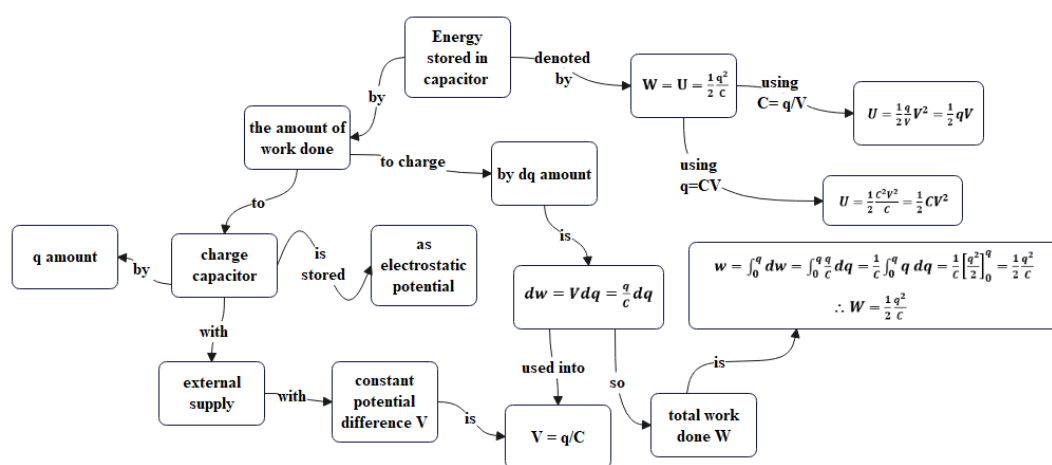 Energy
stored in
capacitor
denoted
by
W = U = 1/2 q²/C
using
C= q/V
U = 1/2 q/V V² = 1/2 qV
by
the amount of
work done
to charge
by dq amount
using
q=CV
U = 1/2 C²V²/C = 1/2 CV²
to
is
q amount
by
charge
capacitor
is
stored
as
electrostatic
potential
w = ∫₀^q dw = ∫₀^q q/C dq = 1/C ∫₀^q q dq = 1/C [q²/2]₀^q = 1/2 q²/C
∴ W = 1/2 q²/C
dw = Vdq = q/C dq
with
used into
so
is
external
supply
with
constant
potential
difference V
is
V = q/C
total work
done W